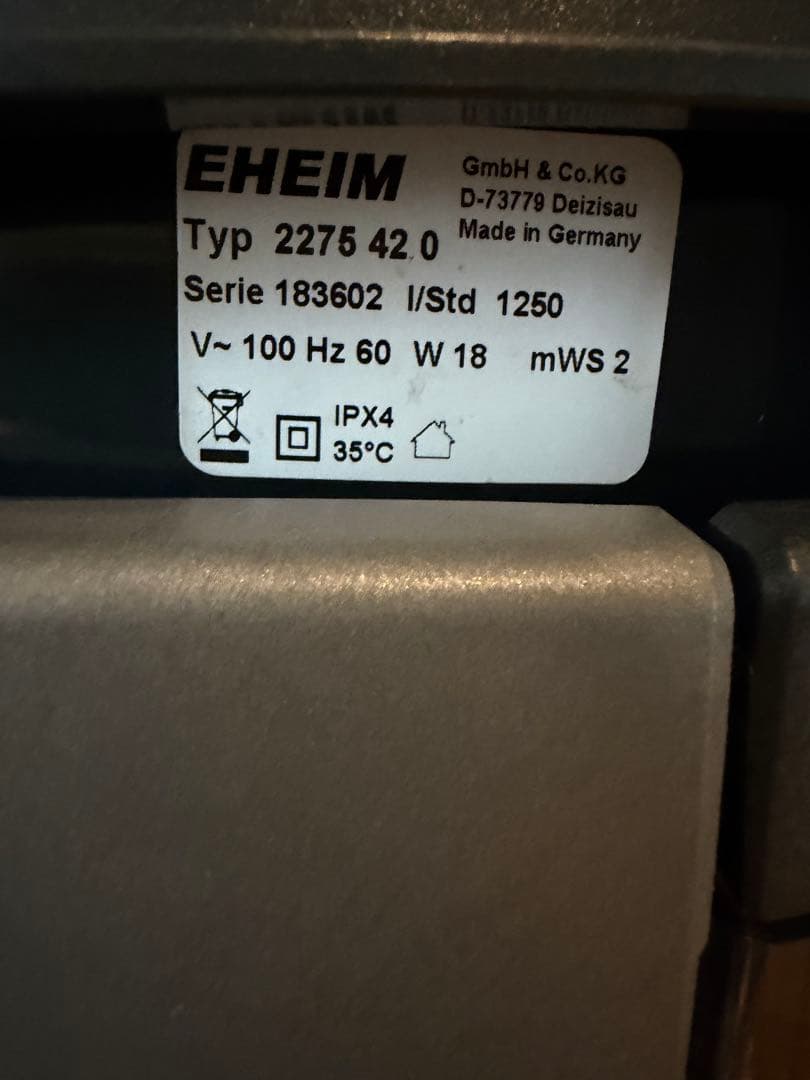 EHEIM
GmbH & Co.KG
D-73779 Deizisau
Made in Germany
Typ 2275 42.0
Serie 183602 l/Std 1250
V~ 100 Hz 60 W 18 mWS 2
IPX4
35°C